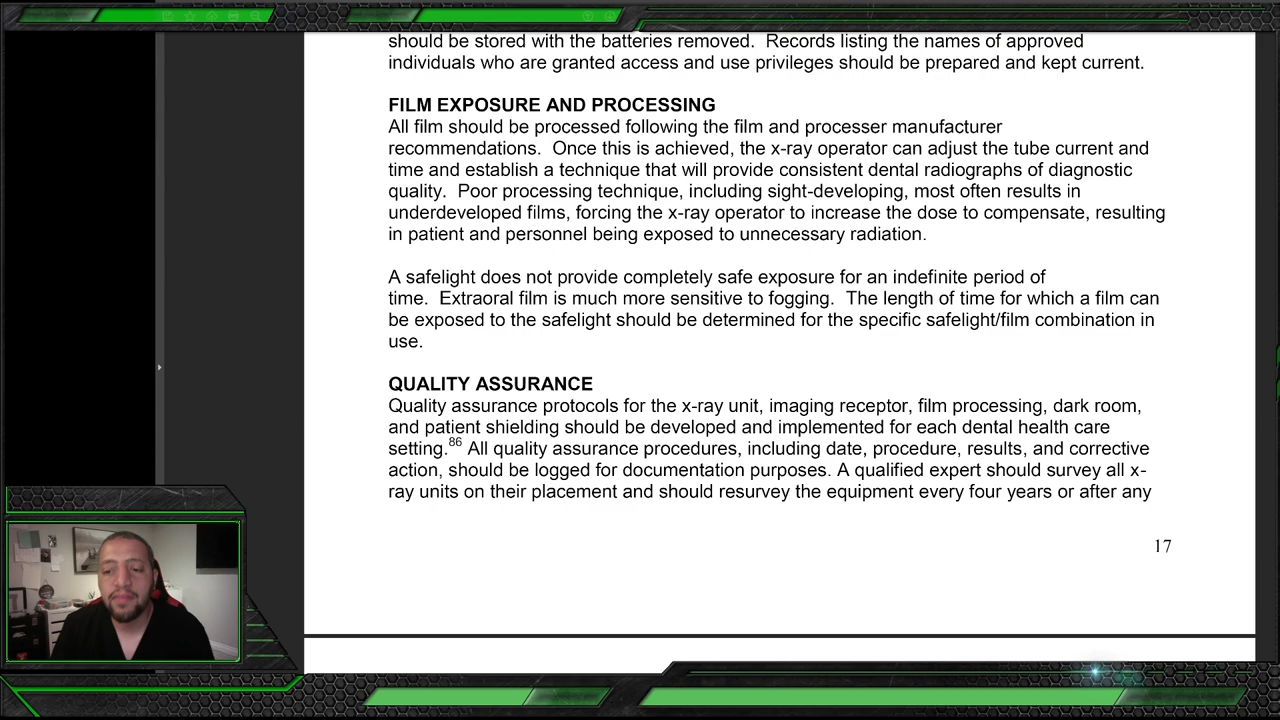 should be stored with the batteries removed.  Records listing the names of approved
individuals who are granted access and use privileges should be prepared and kept current.
FILM EXPOSURE AND PROCESSING
All film should be processed following the film and processer manufacturer
recommendations.  Once this is achieved, the x-ray operator can adjust the tube current and
time and establish a technique that will provide consistent dental radiographs of diagnostic
quality.  Poor processing technique, including sight-developing, most often results in
underdeveloped films, forcing the x-ray operator to increase the dose to compensate, resulting
in patient and personnel being exposed to unnecessary radiation.
A safelight does not provide completely safe exposure for an indefinite period of
time.  Extraoral film is much more sensitive to fogging.  The length of time for which a film can
be exposed to the safelight should be determined for the specific safelight/film combination in
use.
QUALITY ASSURANCE
Quality assurance protocols for the x-ray unit, imaging receptor, film processing, dark room,
and patient shielding should be developed and implemented for each dental health care
setting.86 All quality assurance procedures, including date, procedure, results, and corrective
action, should be logged for documentation purposes. A qualified expert should survey all x-
ray units on their placement and should resurvey the equipment every four years or after any
17